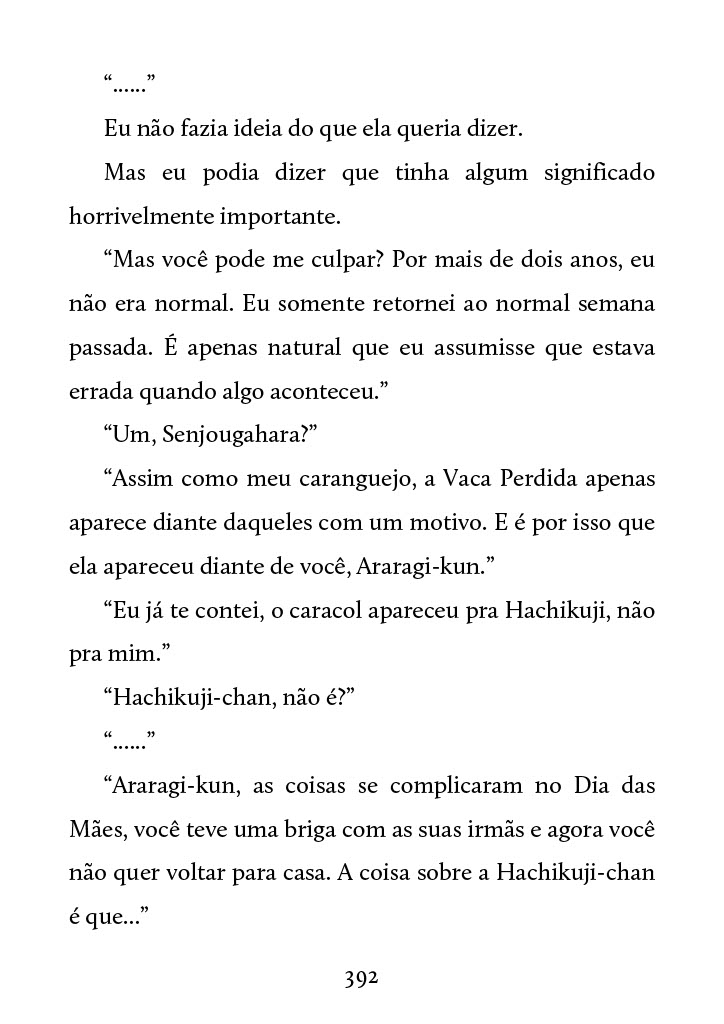 “......”
Eu não fazia ideia do que ela queria dizer.
Mas eu podia dizer que tinha algum significado
horrivelmente importante.
“Mas você pode me culpar? Por mais de dois anos, eu
não era normal. Eu somente retornei ao normal semana
passada. É apenas natural que eu assumisse que estava
errada quando algo aconteceu.”
“Um, Senjougahara?”
“Assim como meu caranguejo, a Vaca Perdida apenas
aparece diante daqueles com um motivo. E é por isso que
ela apareceu diante de você, Araragi-kun.”
“Eu já te contei, o caracol apareceu pra Hachikuji, não
pra mim.”
“Hachikuji-chan, não é?”
“......”
“Araragi-kun, as coisas se complicaram no Dia das
Mães, você teve uma briga com as suas irmãs e agora você
não quer voltar para casa. A coisa sobre a Hachikuji-chan
é que...”
392